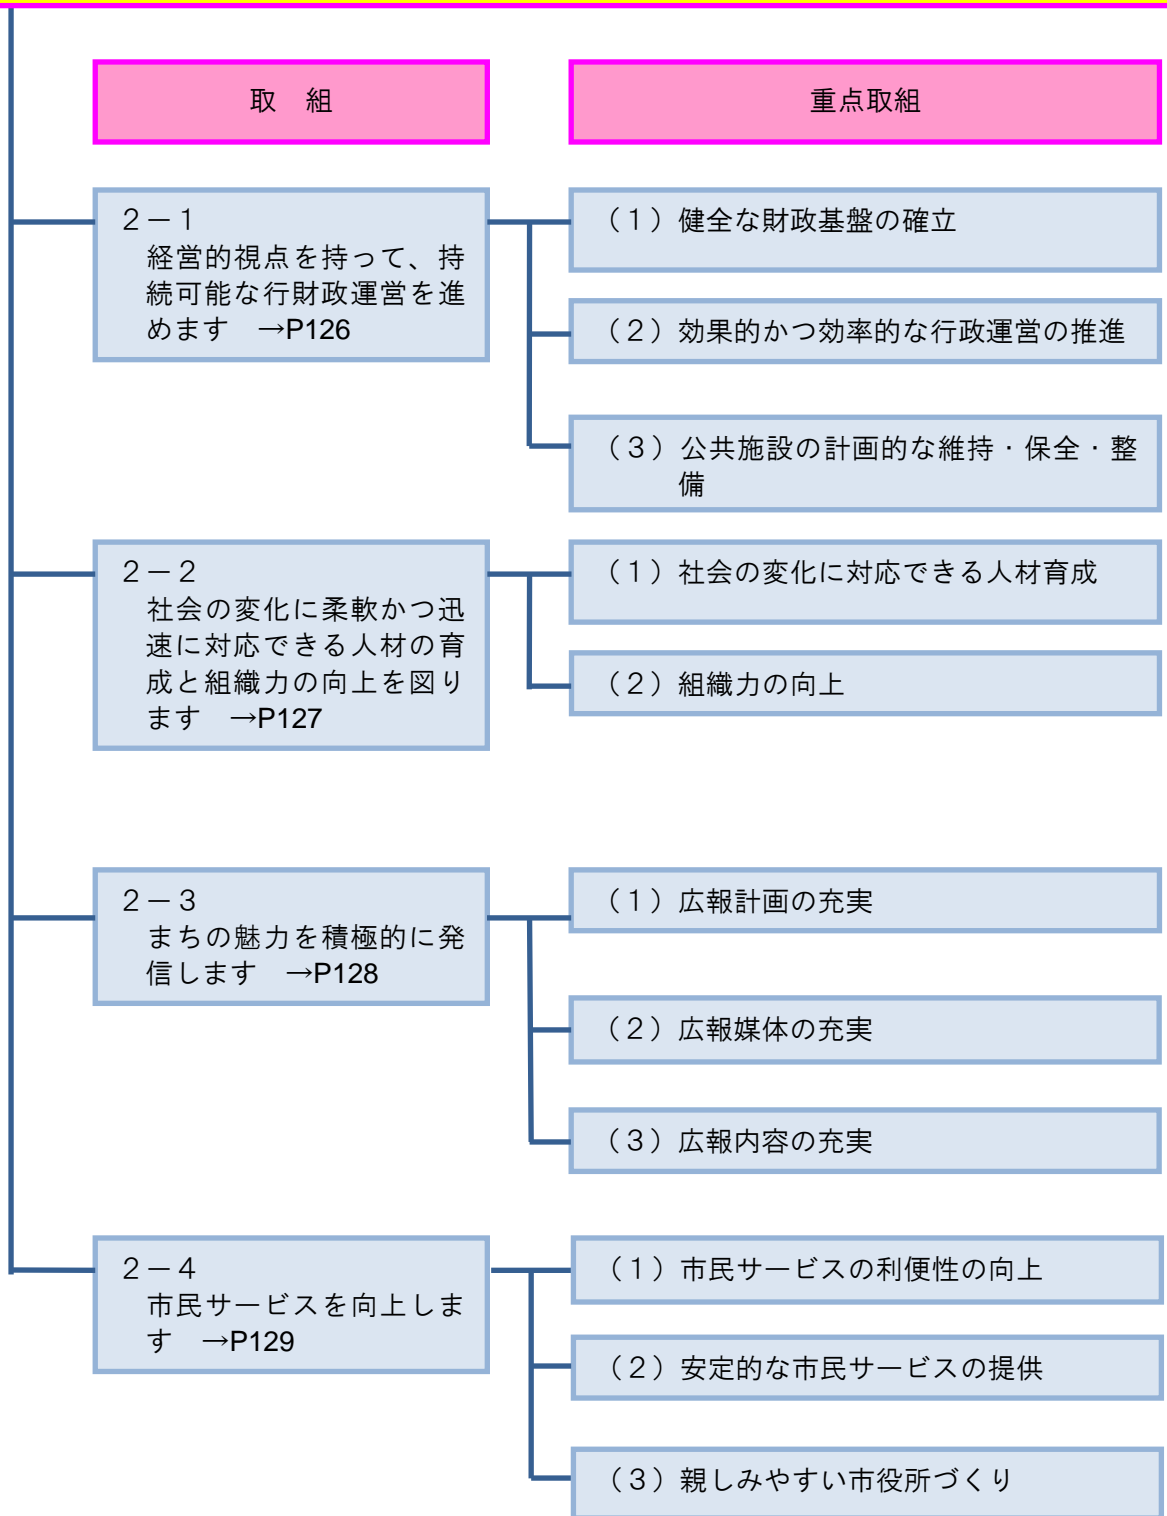 取　組
重点取組
２－１
経営的視点を持って、持
続可能な行財政運営を進
めます　→P126
（１）健全な財政基盤の確立
（２）効果的かつ効率的な行政運営の推進
（３）公共施設の計画的な維持・保全・整
備
２－２
社会の変化に柔軟かつ迅
速に対応できる人材の育
成と組織力の向上を図り
ます　→P127
（１）社会の変化に対応できる人材育成
（２）組織力の向上
２－３
まちの魅力を積極的に発
信します　→P128
（１）広報計画の充実
（２）広報媒体の充実
（３）広報内容の充実
２－４
市民サービスを向上しま
す　→P129
（１）市民サービスの利便性の向上
（２）安定的な市民サービスの提供
（３）親しみやすい市役所づくり